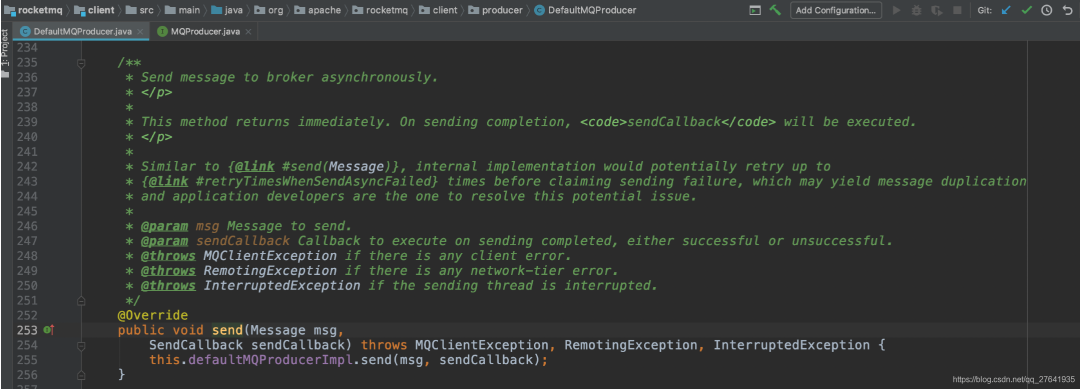 rocketmq client src main java org apache rocketmq client producer DefaultMQProducer Add Configuration... Git:
DefaultMQProducer.java MQProducer.java
1: Project
234
235 /**
236 * Send message to broker asynchronously.
237 * </p>
238 *
239 * This method returns immediately. On sending completion, <code>sendCallback</code> will be executed.
240 * </p>
241 *
242 * Similar to {@link #send(Message)}, internal implementation would potentially retry up to
243 * {@link #retryTimesWhenSendAsyncFailed} times before claiming sending failure, which may yield message duplication
244 * and application developers are the one to resolve this potential issue.
245 *
246 * @param msg Message to send.
247 * @param sendCallback Callback to execute on sending completed, either successful or unsuccessful.
248 * @throws MQClientException if there is any client error.
249 * @throws RemotingException if there is any network-tier error.
250 * @throws InterruptedException if the sending thread is interrupted.
251 */
252 @Override
253 public void send(Message msg,
254 SendCallback sendCallback) throws MQClientException, RemotingException, InterruptedException {
255 this.defaultMQProducerImpl.send(msg, sendCallback);
256 }
257
https://blog.csdn.net/qq_27641935